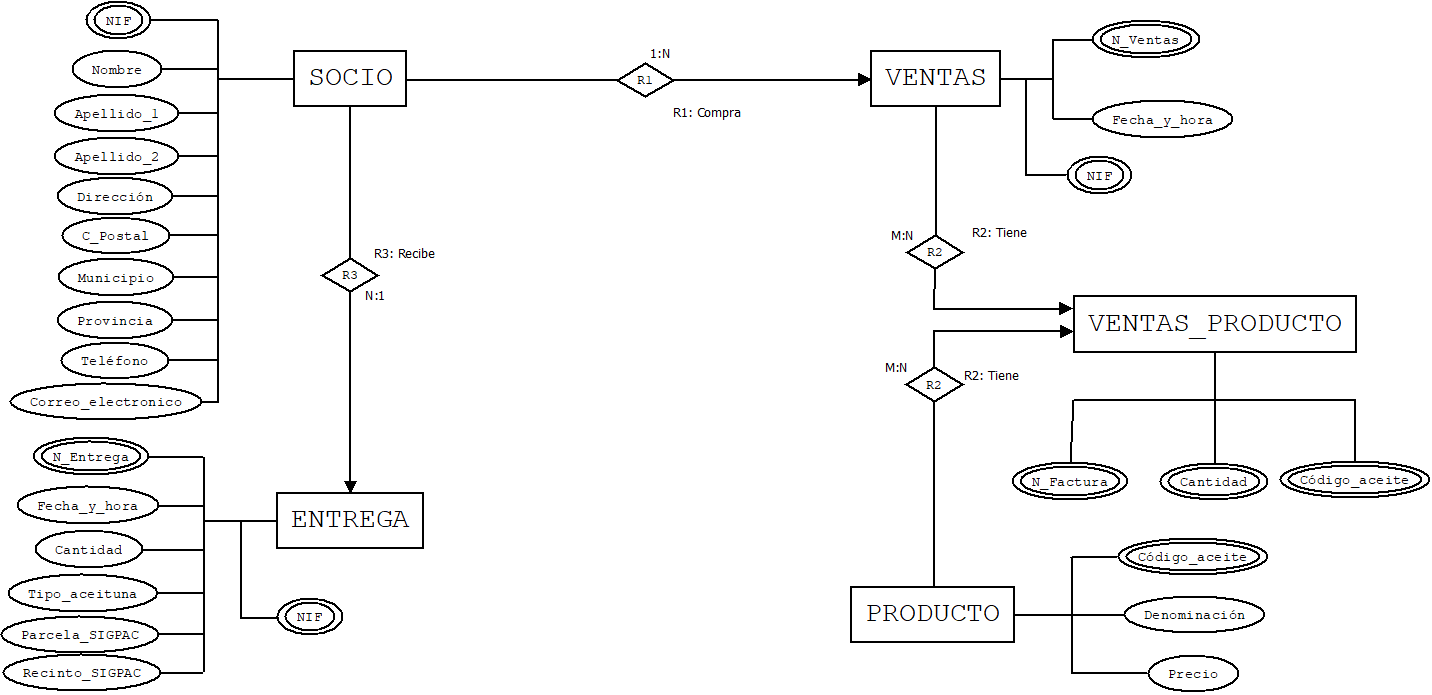 NIF
Nombre
Apellido_1
Apellido_2
Dirección
C_Postal
Municipio
Provincia
Teléfono
Correo_electronico
SOCIO
1:N
R1
R1: Compra
VENTAS
N_Ventas
Fecha_y_hora
NIF
R3: Recibe
R3
N:1
M:N
R2: Tiene
R2
VENTAS_PRODUCTO
M:N
R2: Tiene
R2
N_Factura
Cantidad
Código_aceite
N_Entrega
Fecha_y_hora
Cantidad
Tipo_aceituna
Parcela_SIGPAC
Recinto_SIGPAC
ENTREGA
NIF
PRODUCTO
Código_aceite
Denominación
Precio